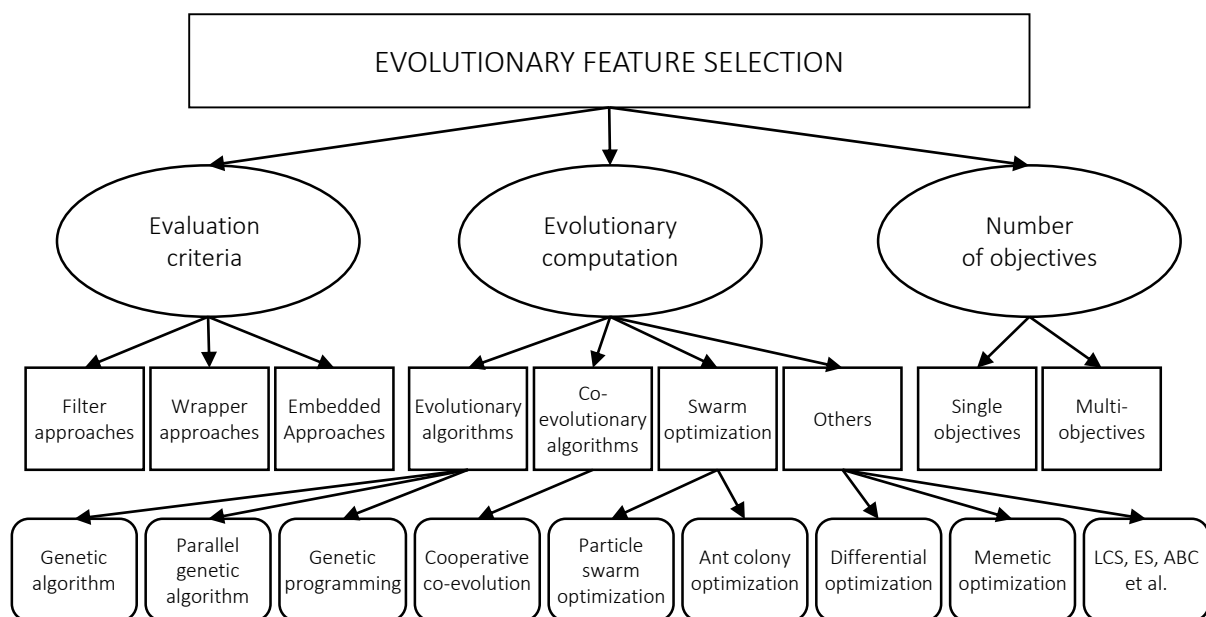 EVOLUTIONARY FEATURE SELECTION
Evaluation
criteria
Evolutionary
computation
Number
of objectives
Filter
approaches
Wrapper
approaches
Embedded
Approaches
Evolutionary
algorithms
Co-
evolutionary
algorithms
Swarm
optimization
Others
Single
objectives
Multi-
objectives
Genetic
algorithm
Parallel
genetic
algorithm
Genetic
programming
Cooperative
co-evolution
Particle
swarm
optimization
Ant colony
optimization
Differential
optimization
Memetic
optimization
LCS, ES, ABC
et al.